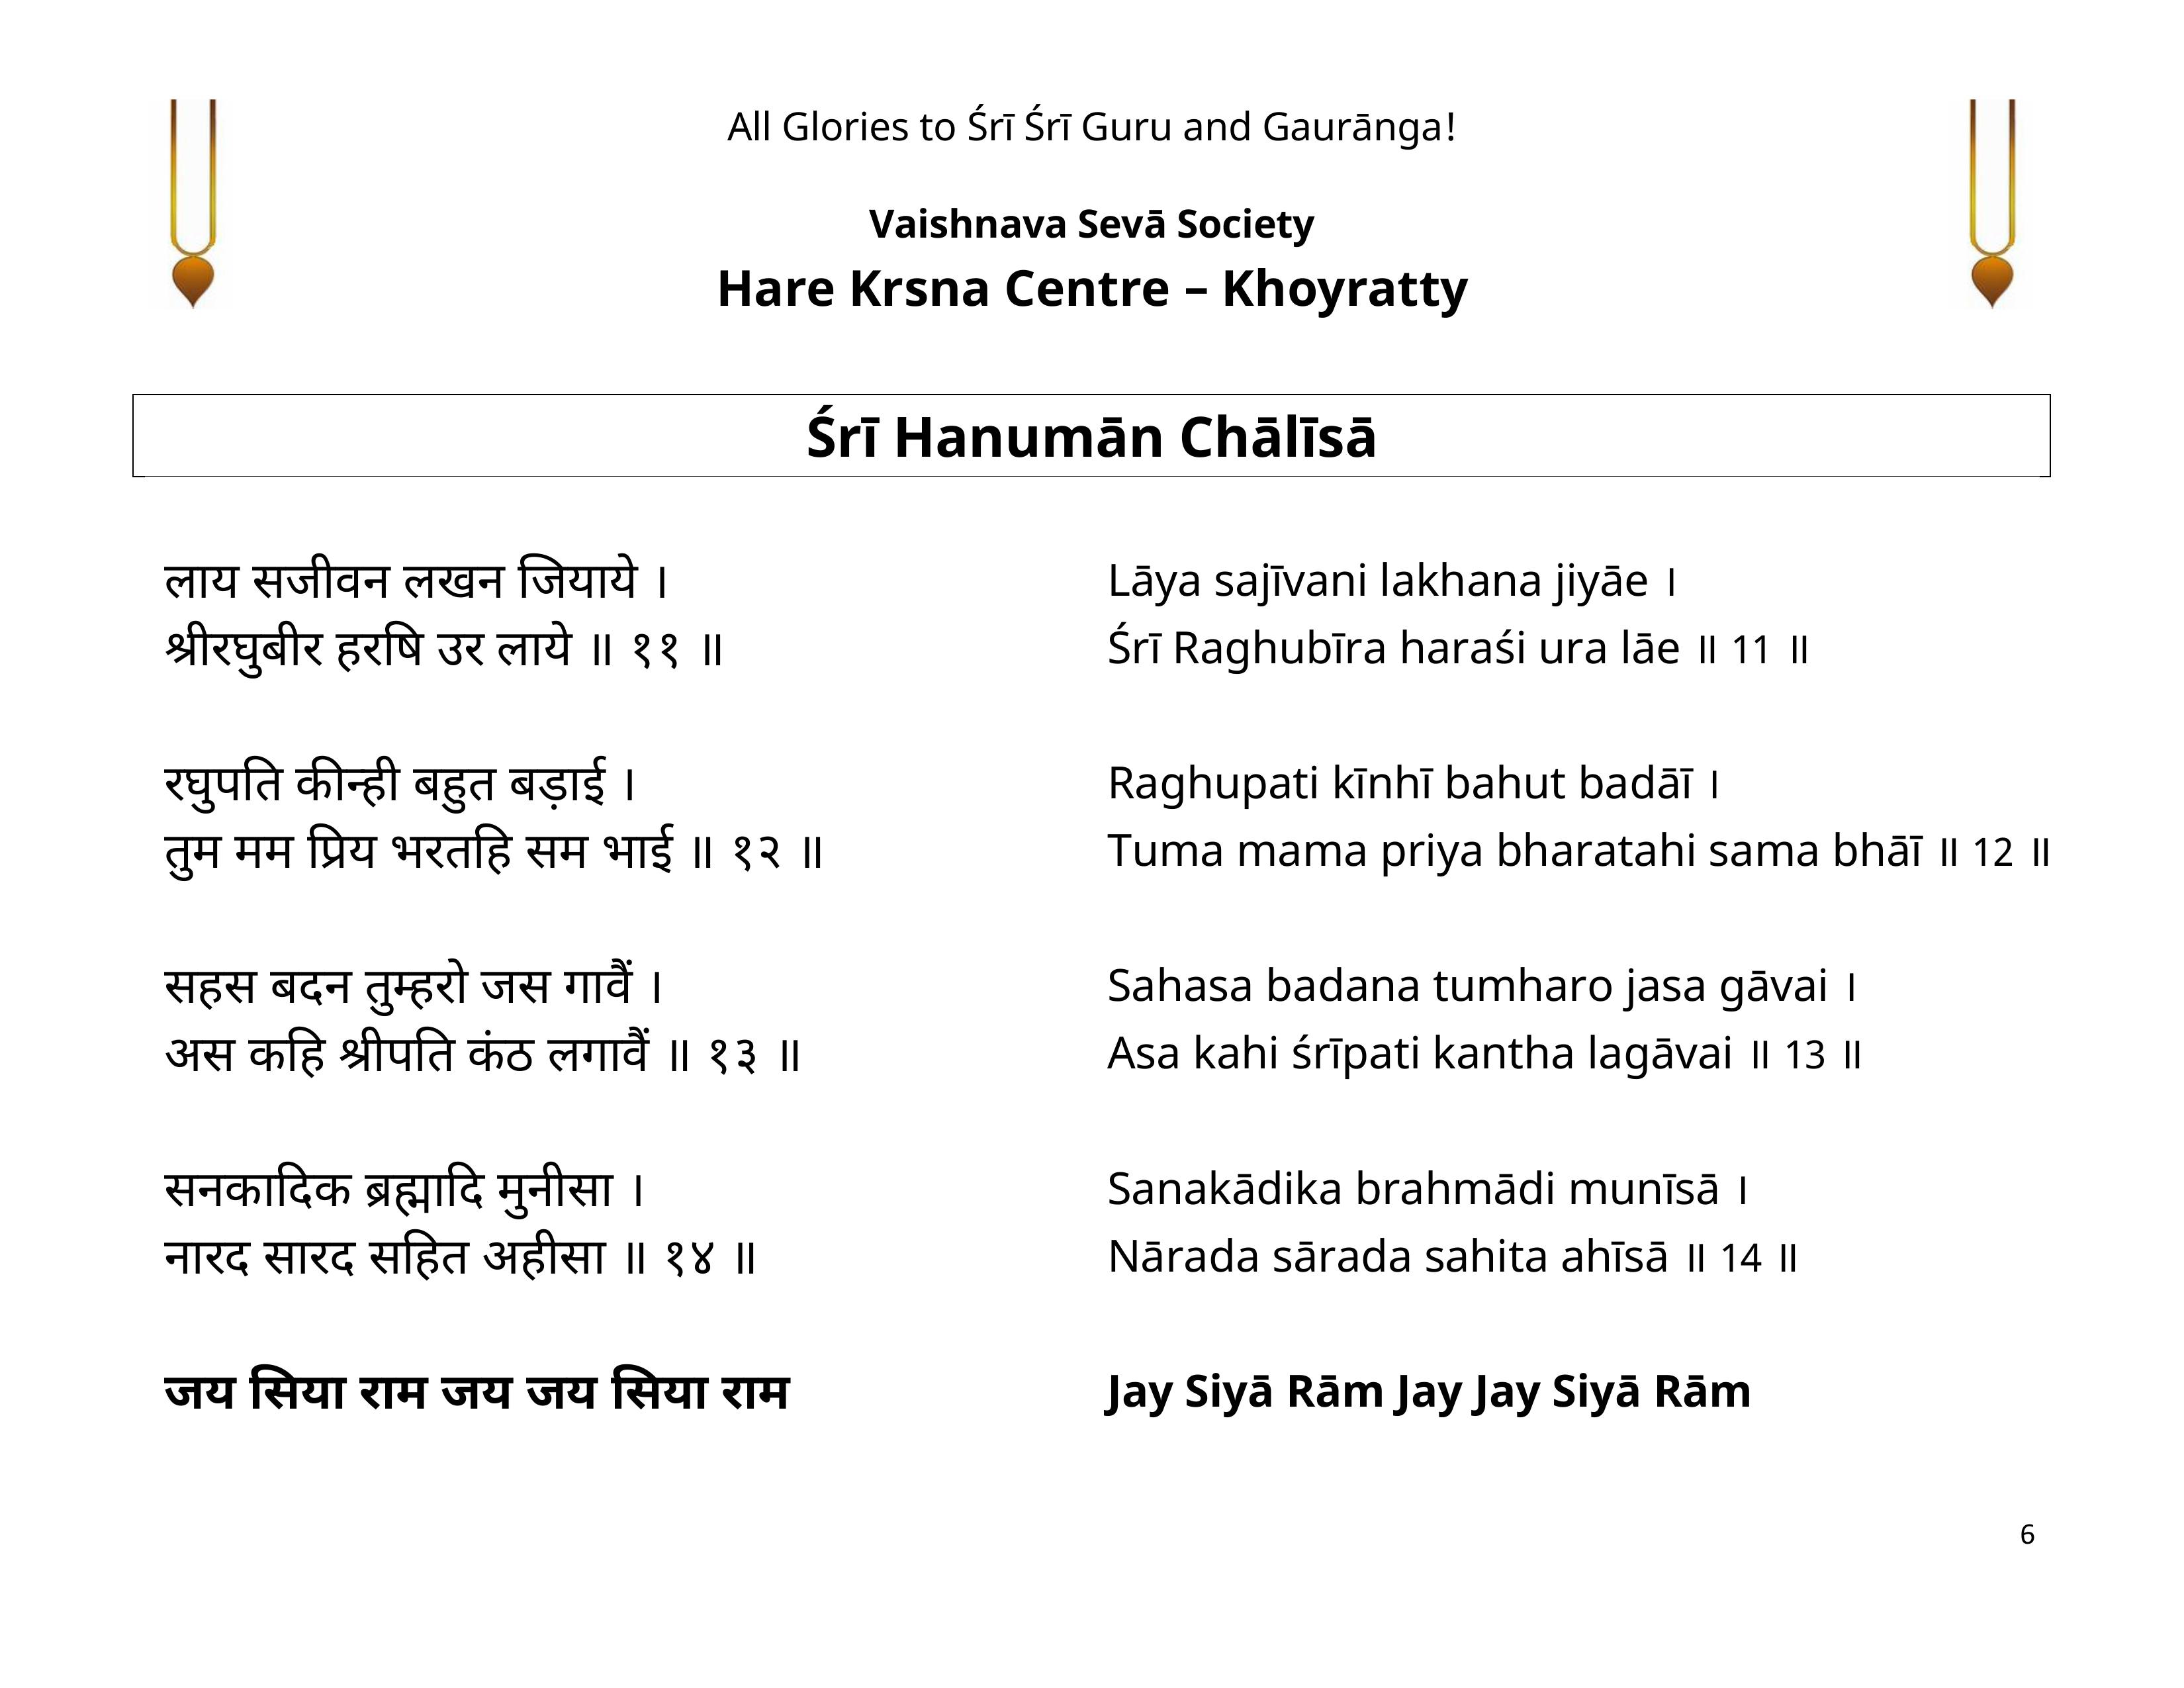 All Glories to Śrī Śrī Guru and Gaurānga!
Vaishnava Sevā Society
Hare Krsna Centre – Khoyratty
Śrī Hanumān Chālīsā
लाय सजीवन लखन जियाये ।
श्रीरघुबीर हरषि उर लाये ॥ ११ ॥
रघुपति कीन्ही बहुत बड़ाई ।
तुम मम प्रिय भरतहि सम भाई ॥ १२ ॥
सहस बदन तुम्हरो जस गावैं ।
अस कहि श्रीपति कंठ लगावैं ॥ १३ ॥
सनकादिक ब्रह्मादि मुनीसा ।
नारद सारद सहित अहीसा ॥ १४ ॥
जय सिया राम जय जय सिया राम
Lāya sajīvani lakhana jiyāe ।
Śrī Raghubīra haraśi ura lāe ॥ 11 ॥
Raghupati kīnhī bahut badāī ।
Tuma mama priya bharatahi sama bhāī ॥ 12 ॥
Sahasa badana tumharo jasa gāvai ।
Asa kahi śrīpati kantha lagāvai ॥ 13 ॥
Sanakādika brahmādi munīsā ।
Nārada sārada sahita ahīsā ॥ 14 ॥
Jay Siyā Rām Jay Jay Siyā Rām
6